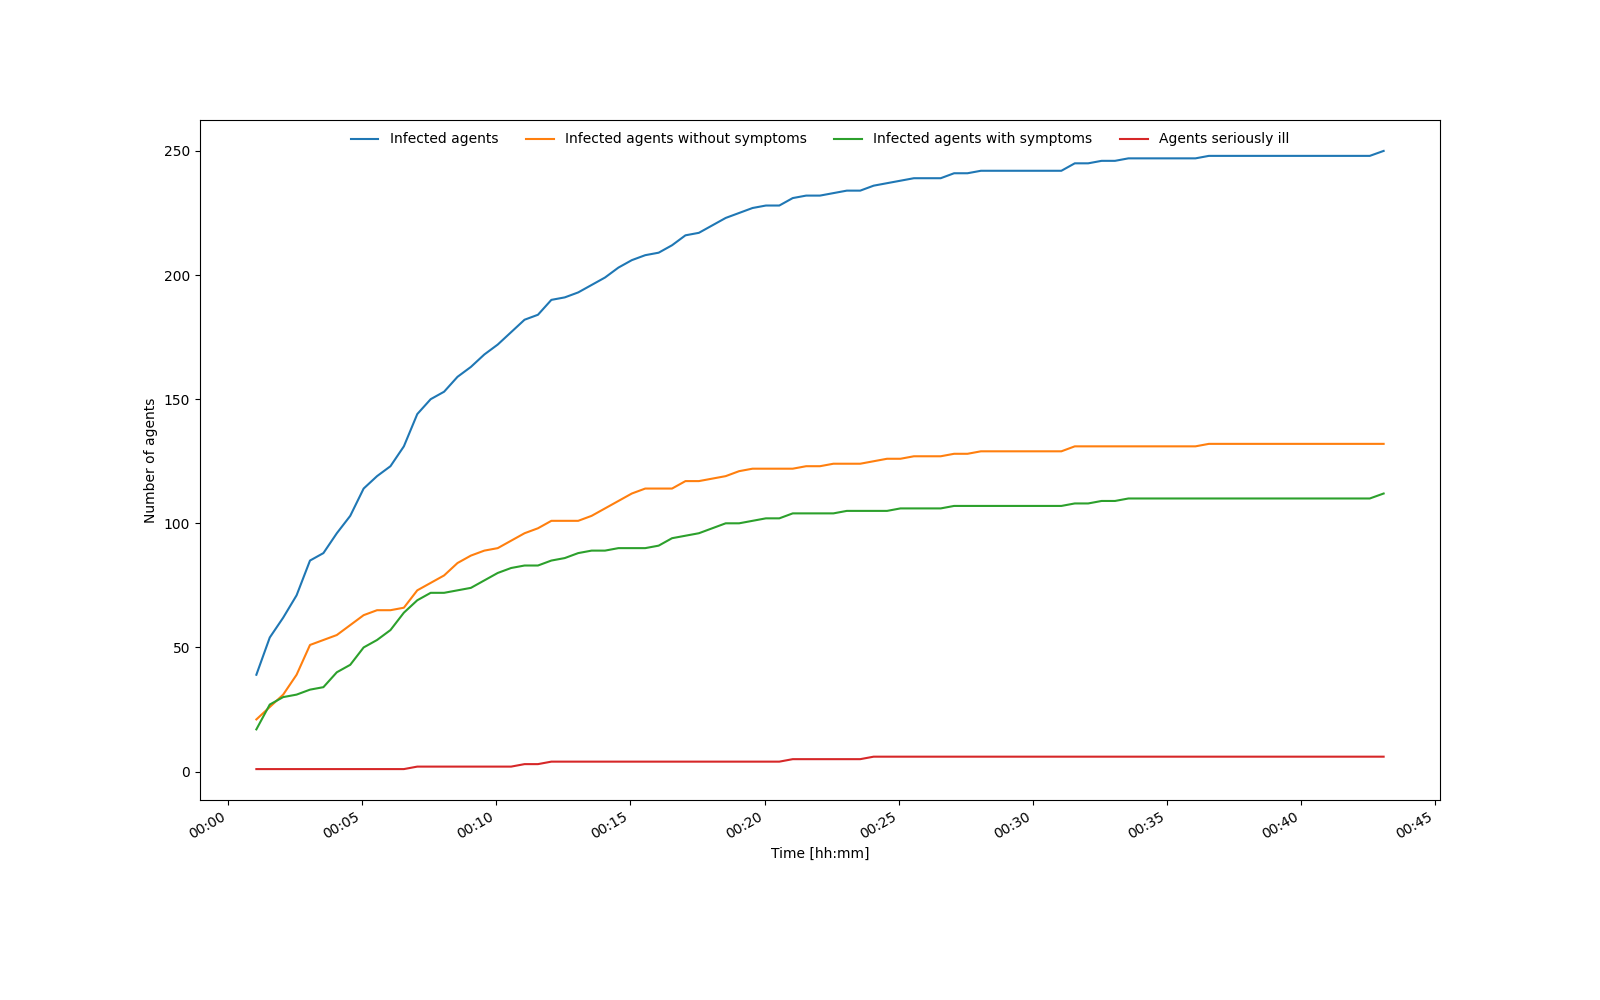 Infected agents Infected agents without symptoms Infected agents with symptoms Agents seriously ill
250
200
150
100
50
0
Number of agents
00:00 00:05 00:10 00:15 00:20 00:25 00:30 00:35 00:40 00:45
Time [hh:mm]